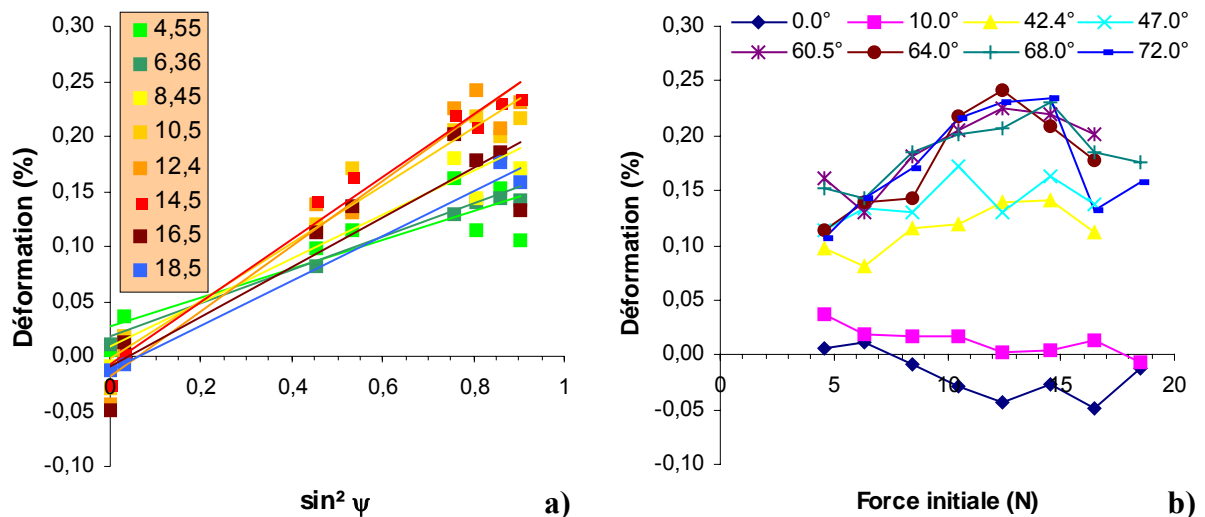 0,30
0,25
0,20
0,15
0,10
0,05
0,00
-0,05
-0,10
Déformation (%)
4,55
6,36
8,45
10,5
12,4
14,5
16,5
18,5
0 0,2 0,4 0,6 0,8 1
sin² ψ
a)
0.0° 10.0° 42.4° 47.0°
60.5° 64.0° 68.0° 72.0°
0,30
0,25
0,20
0,15
0,10
0,05
0,00
-0,05
-0,10
Déformation (%)
0 5 10 15 20
Force initiale (N)
b)